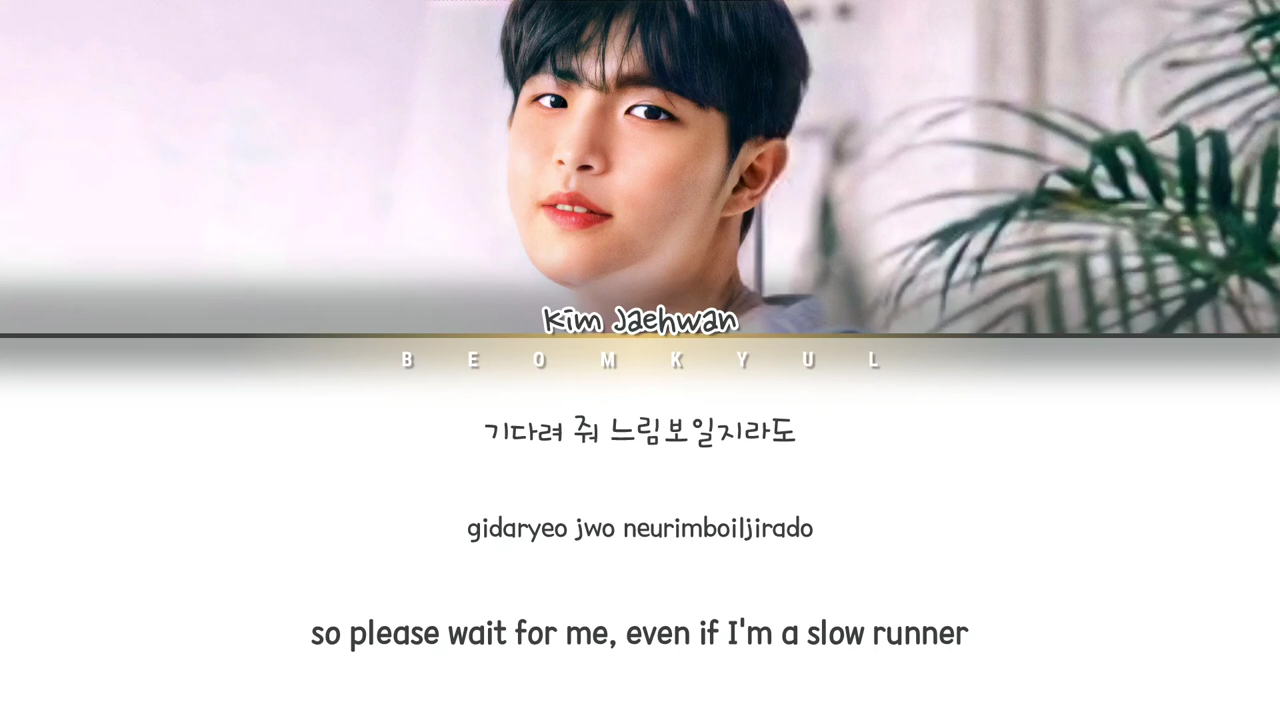 Kim Jaehwan
BEOMKYUL
기다려 줘 느림보일지라도
gidaryeo jwo neurimboiljirado
so please wait for me, even if I'm a slow runner